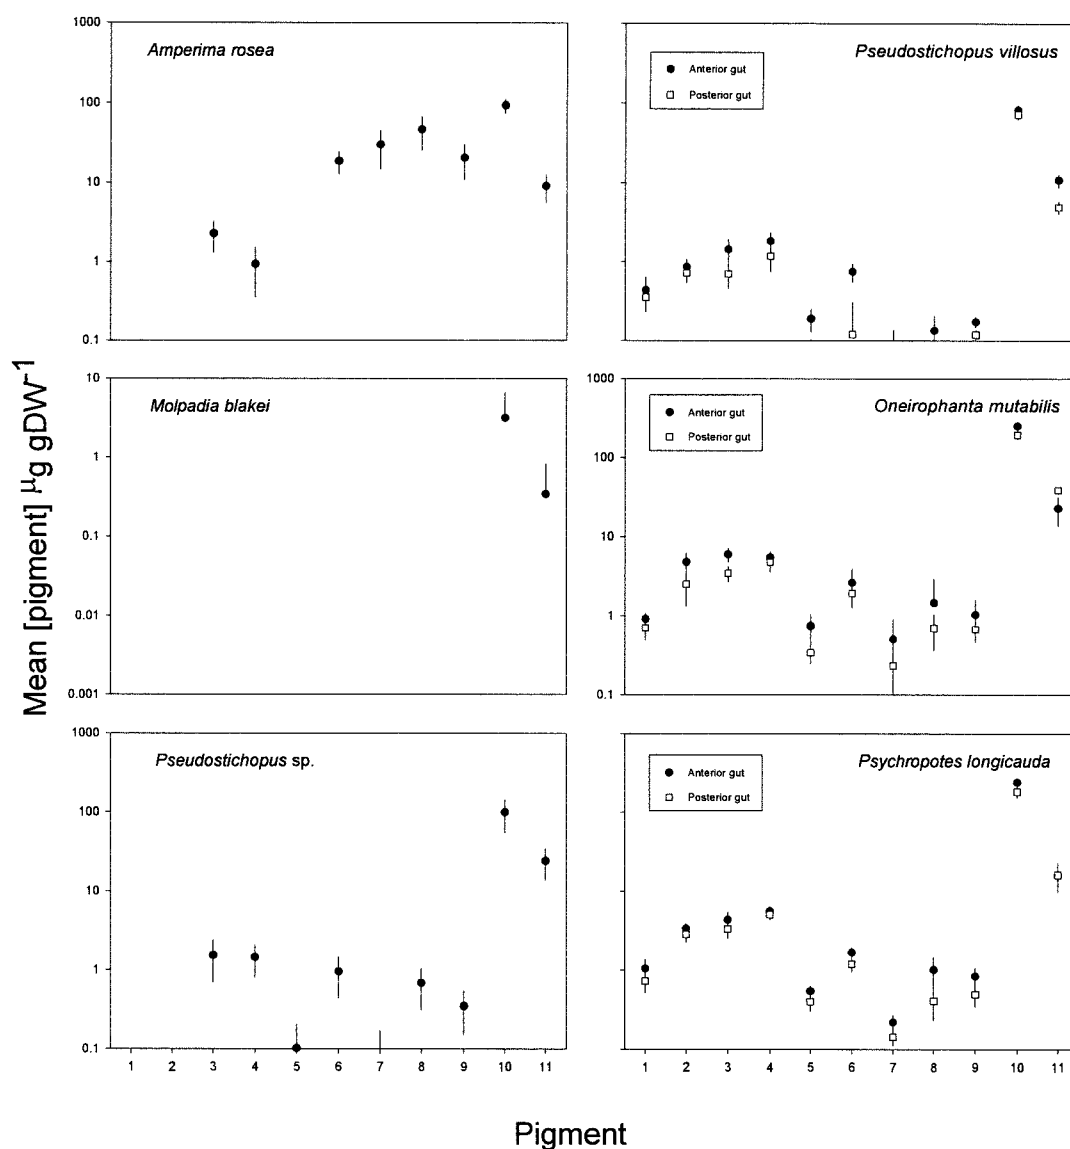 Mean [pigment] µg gDW-1
1000
100
10
1
0.1
Amperima rosea
Anterior gut
Posterior gut
Pseudostichopus villosus
10
1
0.1
0.01
0.001
Molpadia blakei
1000
100
10
1
0.1
Anterior gut
Posterior gut
Oneirophanta mutabilis
1000
100
10
1
0.1
Pseudostichopus sp.
1 2 3 4 5 6 7 8 9 10 11
Anterior gut
Posterior gut
Psychropotes longicauda
1 2 3 4 5 6 7 8 9 10 11
Pigment